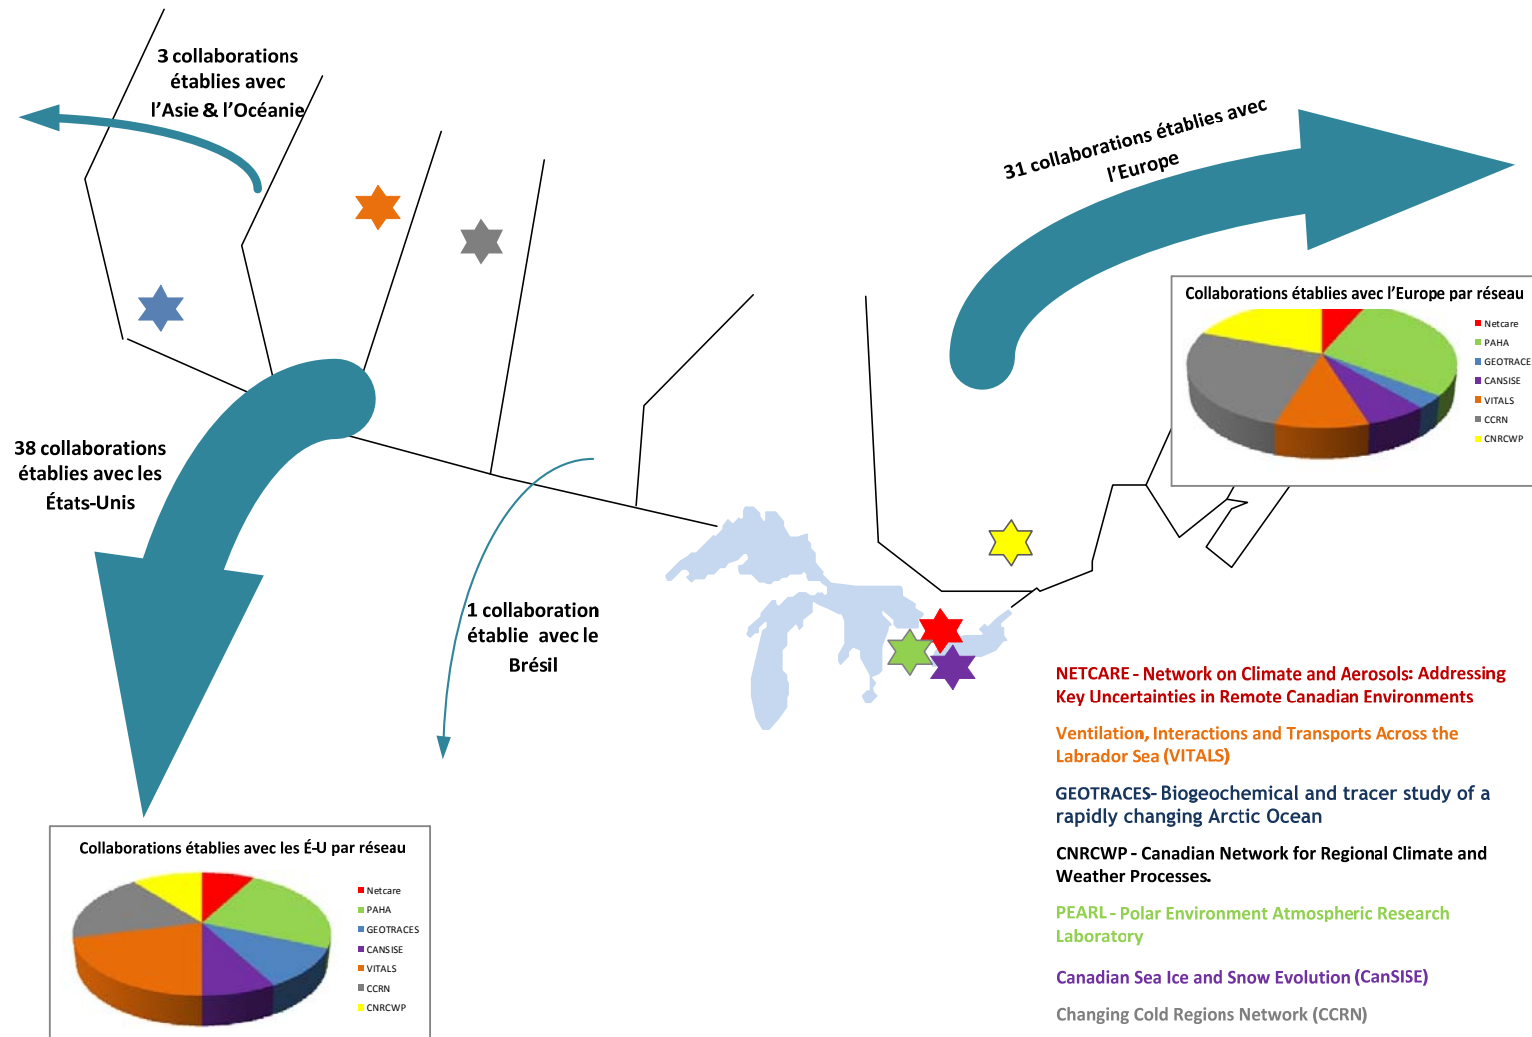 3 collaborations
établies avec
l'Asie & l'Océanie
31 collaborations établies avec
l'Europe
Collaborations établies avec l'Europe par réseau
Netcare
PAHA
GEOTRACES
CANSISE
VITALS
CCRN
CNRCWP
38 collaborations
établies avec les
États-Unis
1 collaboration
établie avec le
Brésil
NETCARE - Network on Climate and Aerosols: Addressing
Key Uncertainties in Remote Canadian Environments
Ventilation, Interactions and Transports Across the
Labrador Sea (VITALS)
GEOTRACES- Biogeochemical and tracer study of a
rapidly changing Arctic Ocean
CNRCWP - Canadian Network for Regional Climate and
Weather Processes.
PEARL - Polar Environment Atmospheric Research
Laboratory
Canadian Sea Ice and Snow Evolution (CanSISE)
Changing Cold Regions Network (CCRN)
Collaborations établies avec les É-U par réseau
Netcare
PAHA
GEOTRACES
CANSISE
VITALS
CCRN
CNRCWP